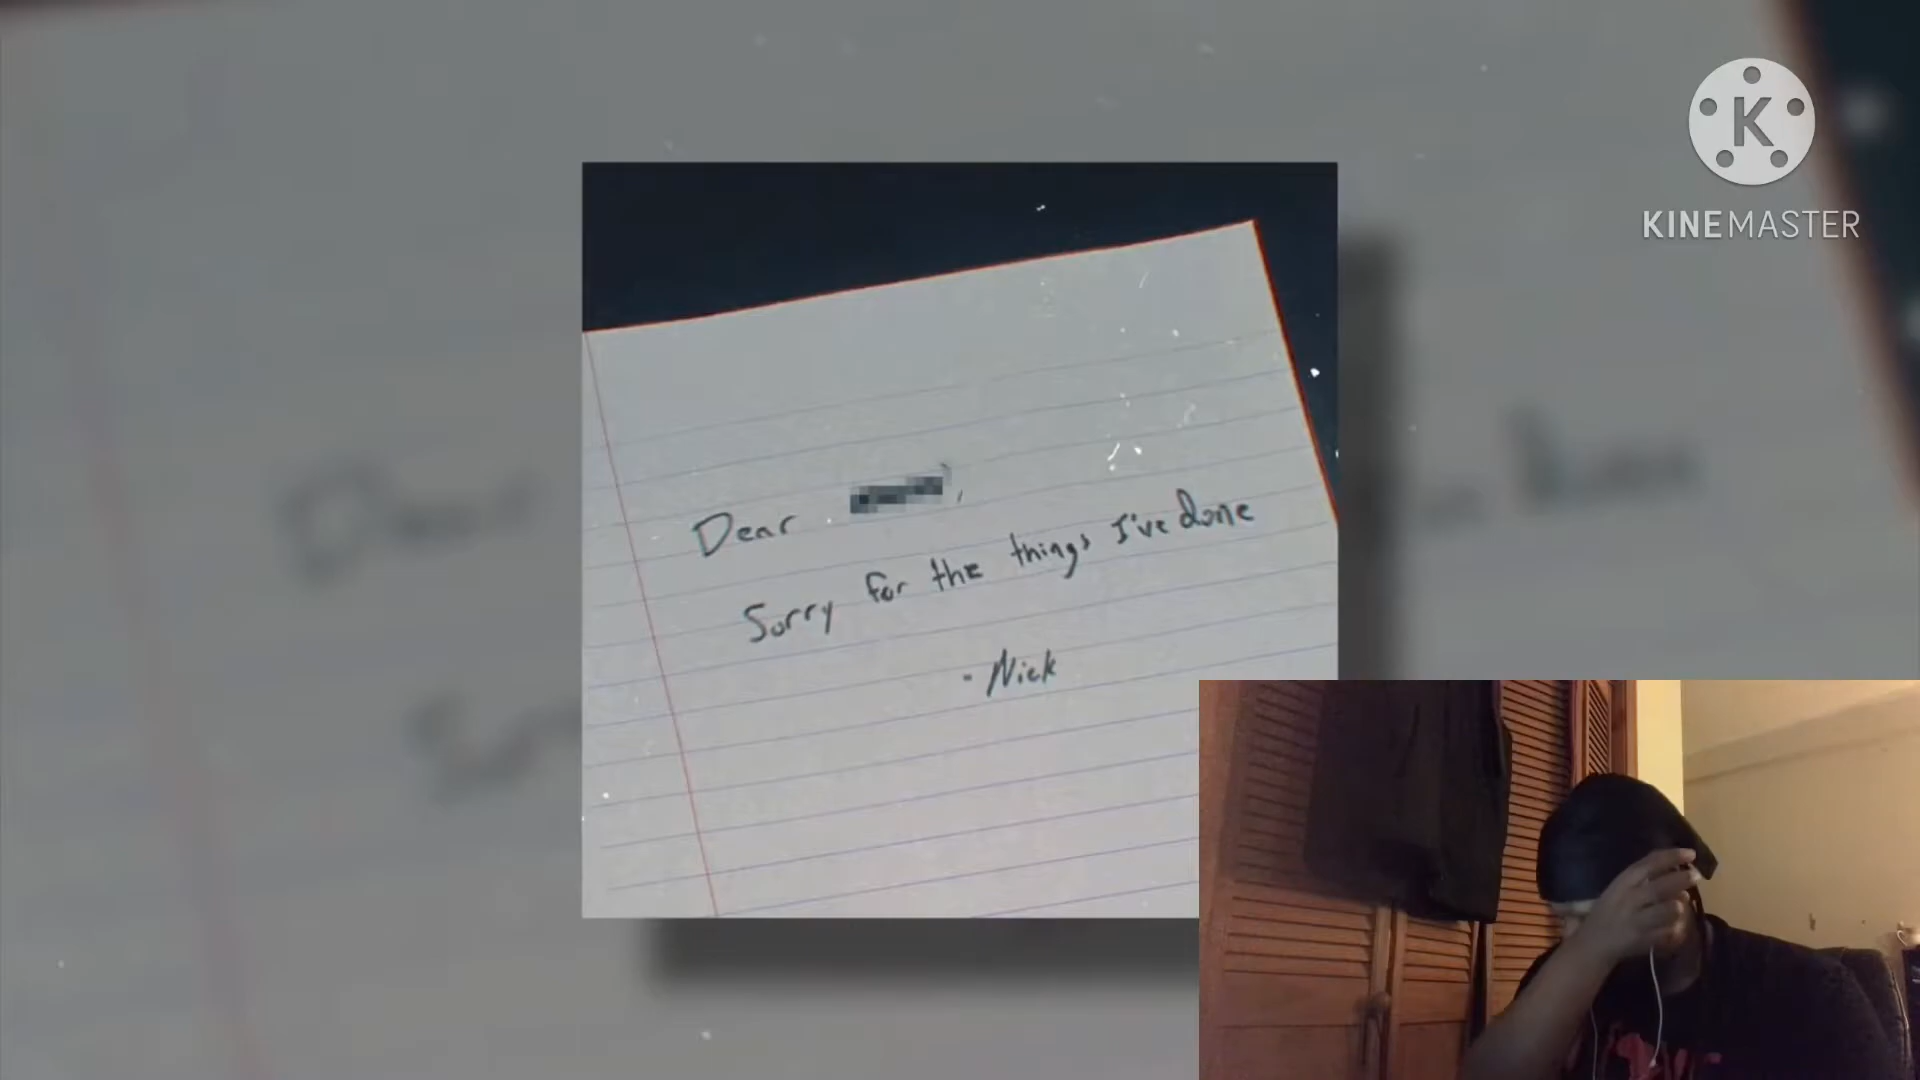 K
KINEMASTER
Dear ,
Sorry for the things I've done
- Nick